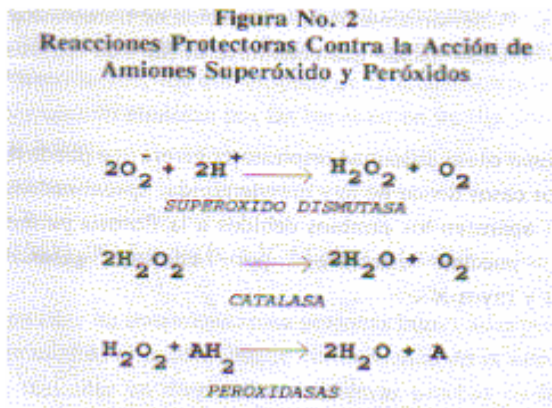 Figura No. 2
Reacciones Protectoras Contra la Acción de
Amiones Superóxido y Peróxidos
2O₂⁻ + 2H⁺ → H₂O₂ + O₂
SUPEROXIDO DISMUTASA
2H₂O₂ → 2H₂O + O₂
CATALASA
H₂O₂ + AH₂ → 2H₂O + A
PEROXIDASAS